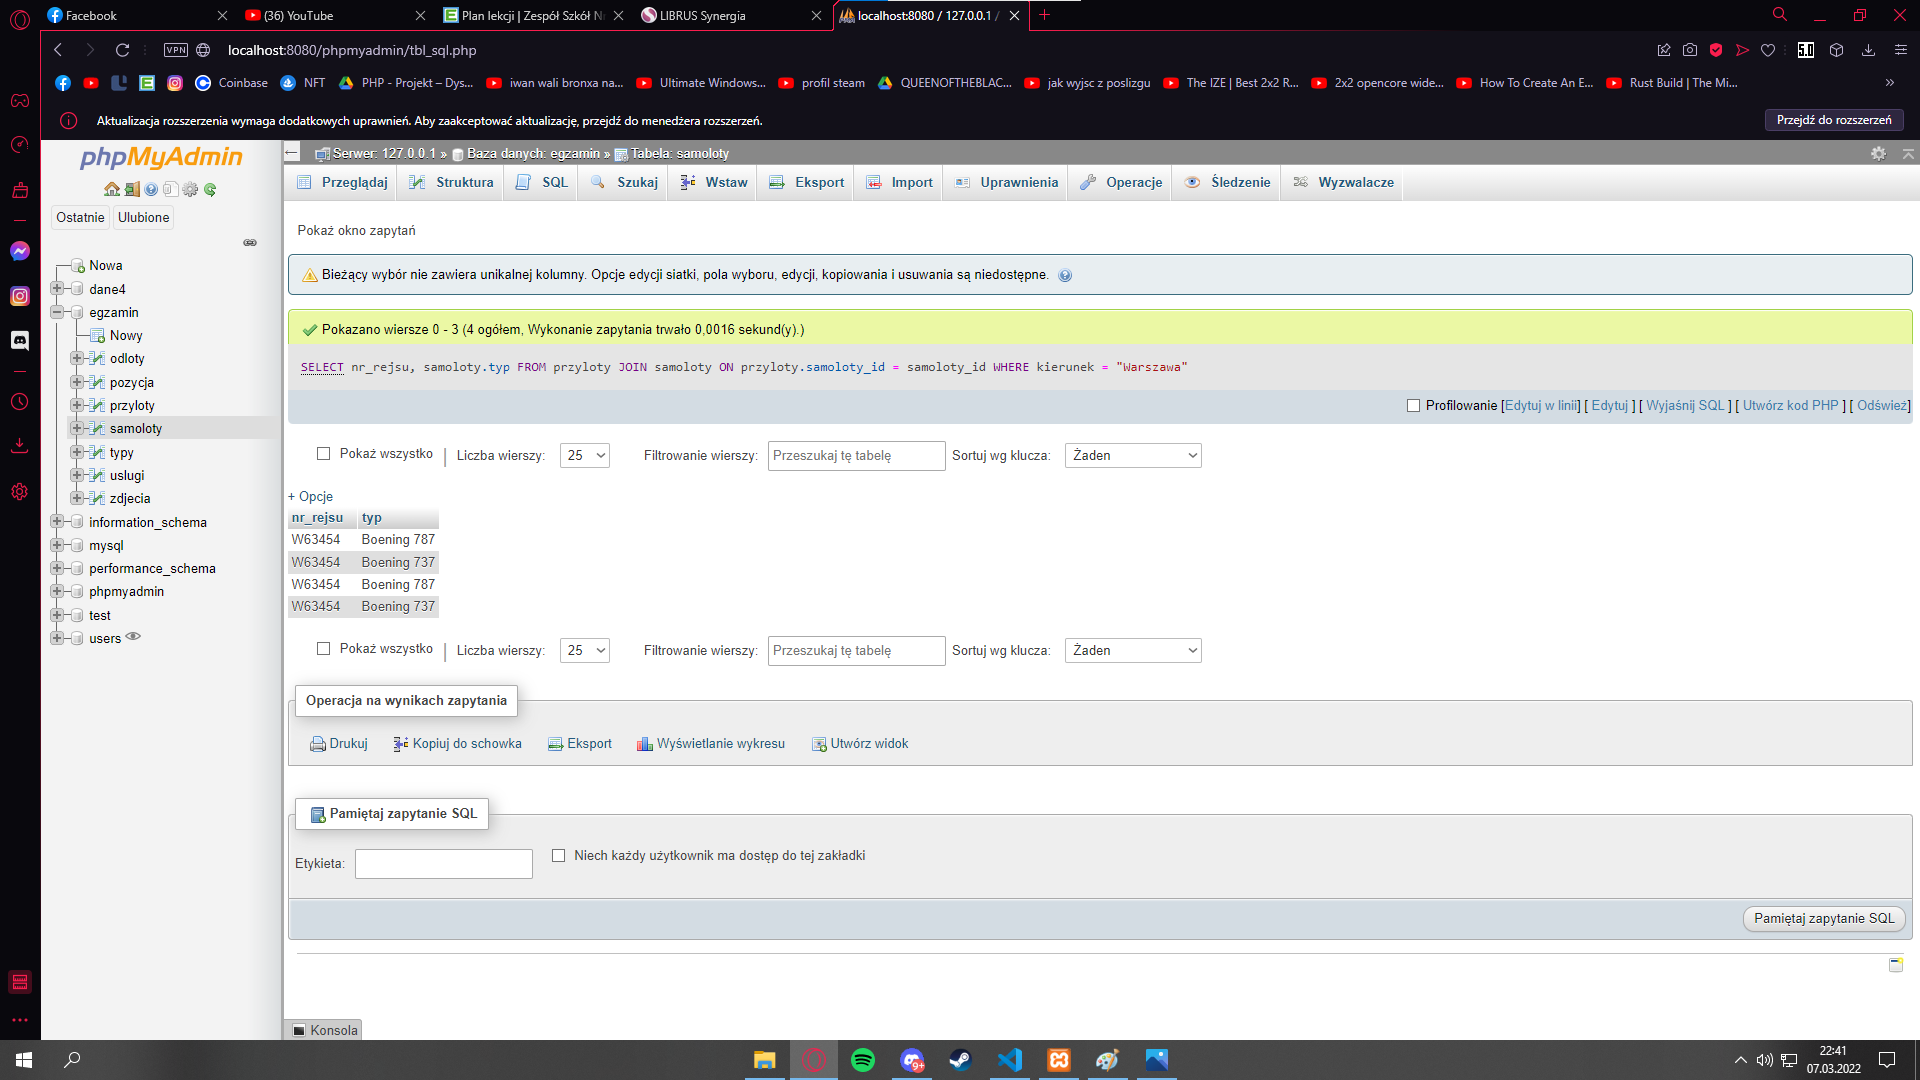 Facebook
(36) YouTube
Plan lekcji | Zespół Szkół Nr
LIBRUS Synergia
localhost:8080 / 127.0.0.1 /
VPN
localhost:8080/phpmyadmin/tbl_sql.php
Coinbase
NFT
PHP - Projekt – Dys...
iwan wali bronxa na...
Ultimate Windows...
profil steam
QUEENOFTHEBLAC...
jak wyjsc z poslizgu
The IZE | Best 2x2 R...
2x2 opencore wide...
How To Create An E...
Rust Build | The Mi...
»
Aktualizacja rozszerzenia wymaga dodatkowych uprawnień. Aby zaakceptować aktualizację, przejdź do menedżera rozszerzeń.
Przejdź do rozszerzeń
phpMyAdmin
Ostatnie
Ulubione
Nowa
dane4
egzamin
Nowy
odloty
pozycja
przyloty
samoloty
typy
uslugi
zdjecia
information_schema
mysql
performance_schema
phpmyadmin
test
users
Serwer: 127.0.0.1 » Baza danych: egzamin » Tabela: samoloty
Przeglądaj
Struktura
SQL
Szukaj
Wstaw
Eksport
Import
Uprawnienia
Operacje
Śledzenie
Wyzwalacze
Pokaż okno zapytań
Bieżący wybór nie zawiera unikalnej kolumny. Opcje edycji siatki, pola wyboru, edycji, kopiowania i usuwania są niedostępne.
Pokazano wiersze 0 - 3 (4 ogółem, Wykonanie zapytania trwało 0,0016 sekund(y).)
SELECT nr_rejsu, samoloty.typ FROM przyloty JOIN samoloty ON przyloty.samoloty_id = samoloty_id WHERE kierunek = "Warszawa"
Profilowanie [Edytuj w linii] [ Edytuj ] [ Wyjaśnij SQL ] [ Utwórz kod PHP ] [ Odśwież]
Pokaż wszystko | Liczba wierszy: 25 Filtrowanie wierszy: Przeszukaj tę tabelę Sortuj wg klucza: Żaden
+ Opcje
nr_rejsu typ
W63454 Boening 787
W63454 Boening 737
W63454 Boening 787
W63454 Boening 737
Pokaż wszystko | Liczba wierszy: 25 Filtrowanie wierszy: Przeszukaj tę tabelę Sortuj wg klucza: Żaden
Operacja na wynikach zapytania
Drukuj
Kopiuj do schowka
Eksport
Wyświetlanie wykresu
Utwórz widok
Pamiętaj zapytanie SQL
Etykieta:
Niech każdy użytkownik ma dostęp do tej zakładki
Pamiętaj zapytanie SQL
Konsola
9+
22:41
07.03.2022